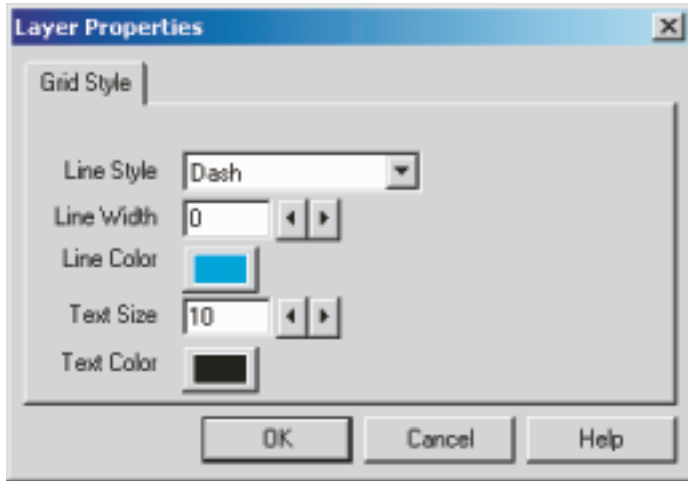 Layer Properties
Grid Style
Line Style Dash
Line Width 0
Line Color
Text Size 10
Text Color
OK Cancel Help